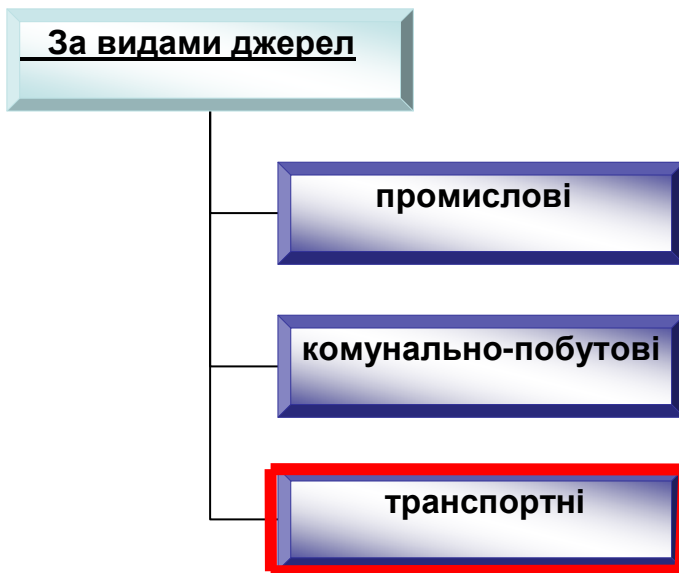 За видами джерел
промислові
комунально-побутові
транспортні